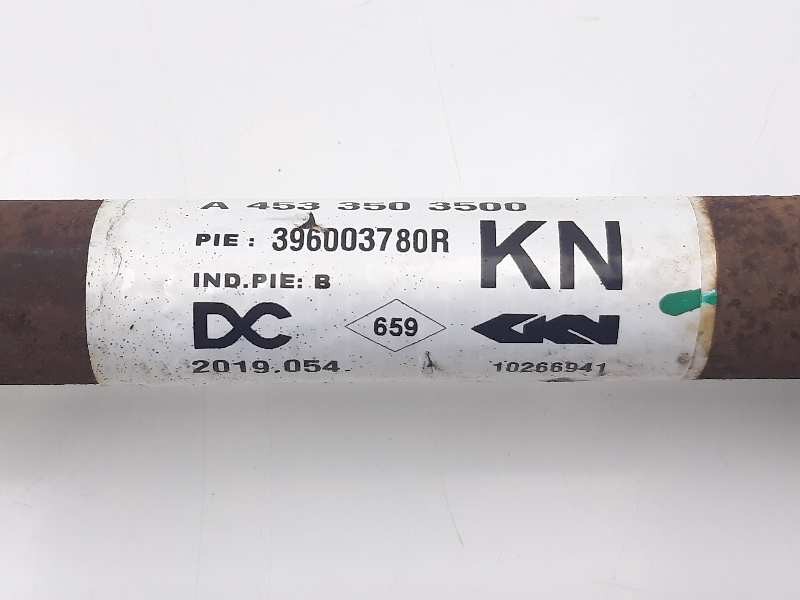 A 453 350 3500
PIE : 396003780R
KN
IND.PIE: B
DC
659
GKN
2019.054
10266941